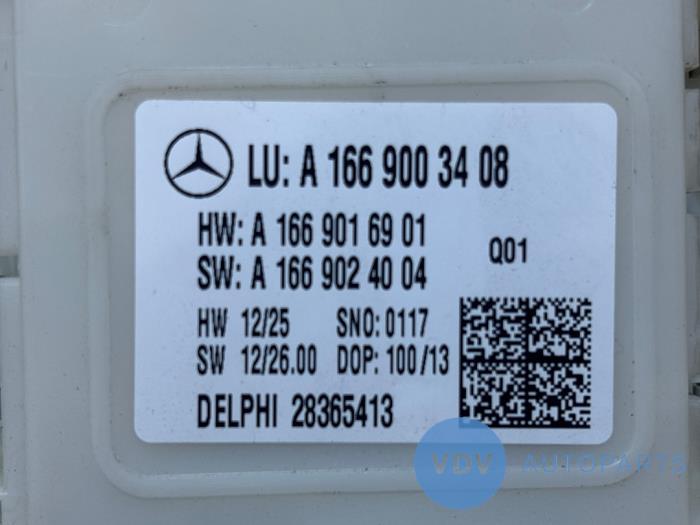 LU: A 166 900 34 08
HW: A 166 901 69 01
SW: A 166 902 40 04
Q01
HW 12/25 SNO: 0117
SW 12/26.00 DOP: 100/13
DELPHI 28365413
VDV AUTOPARTS